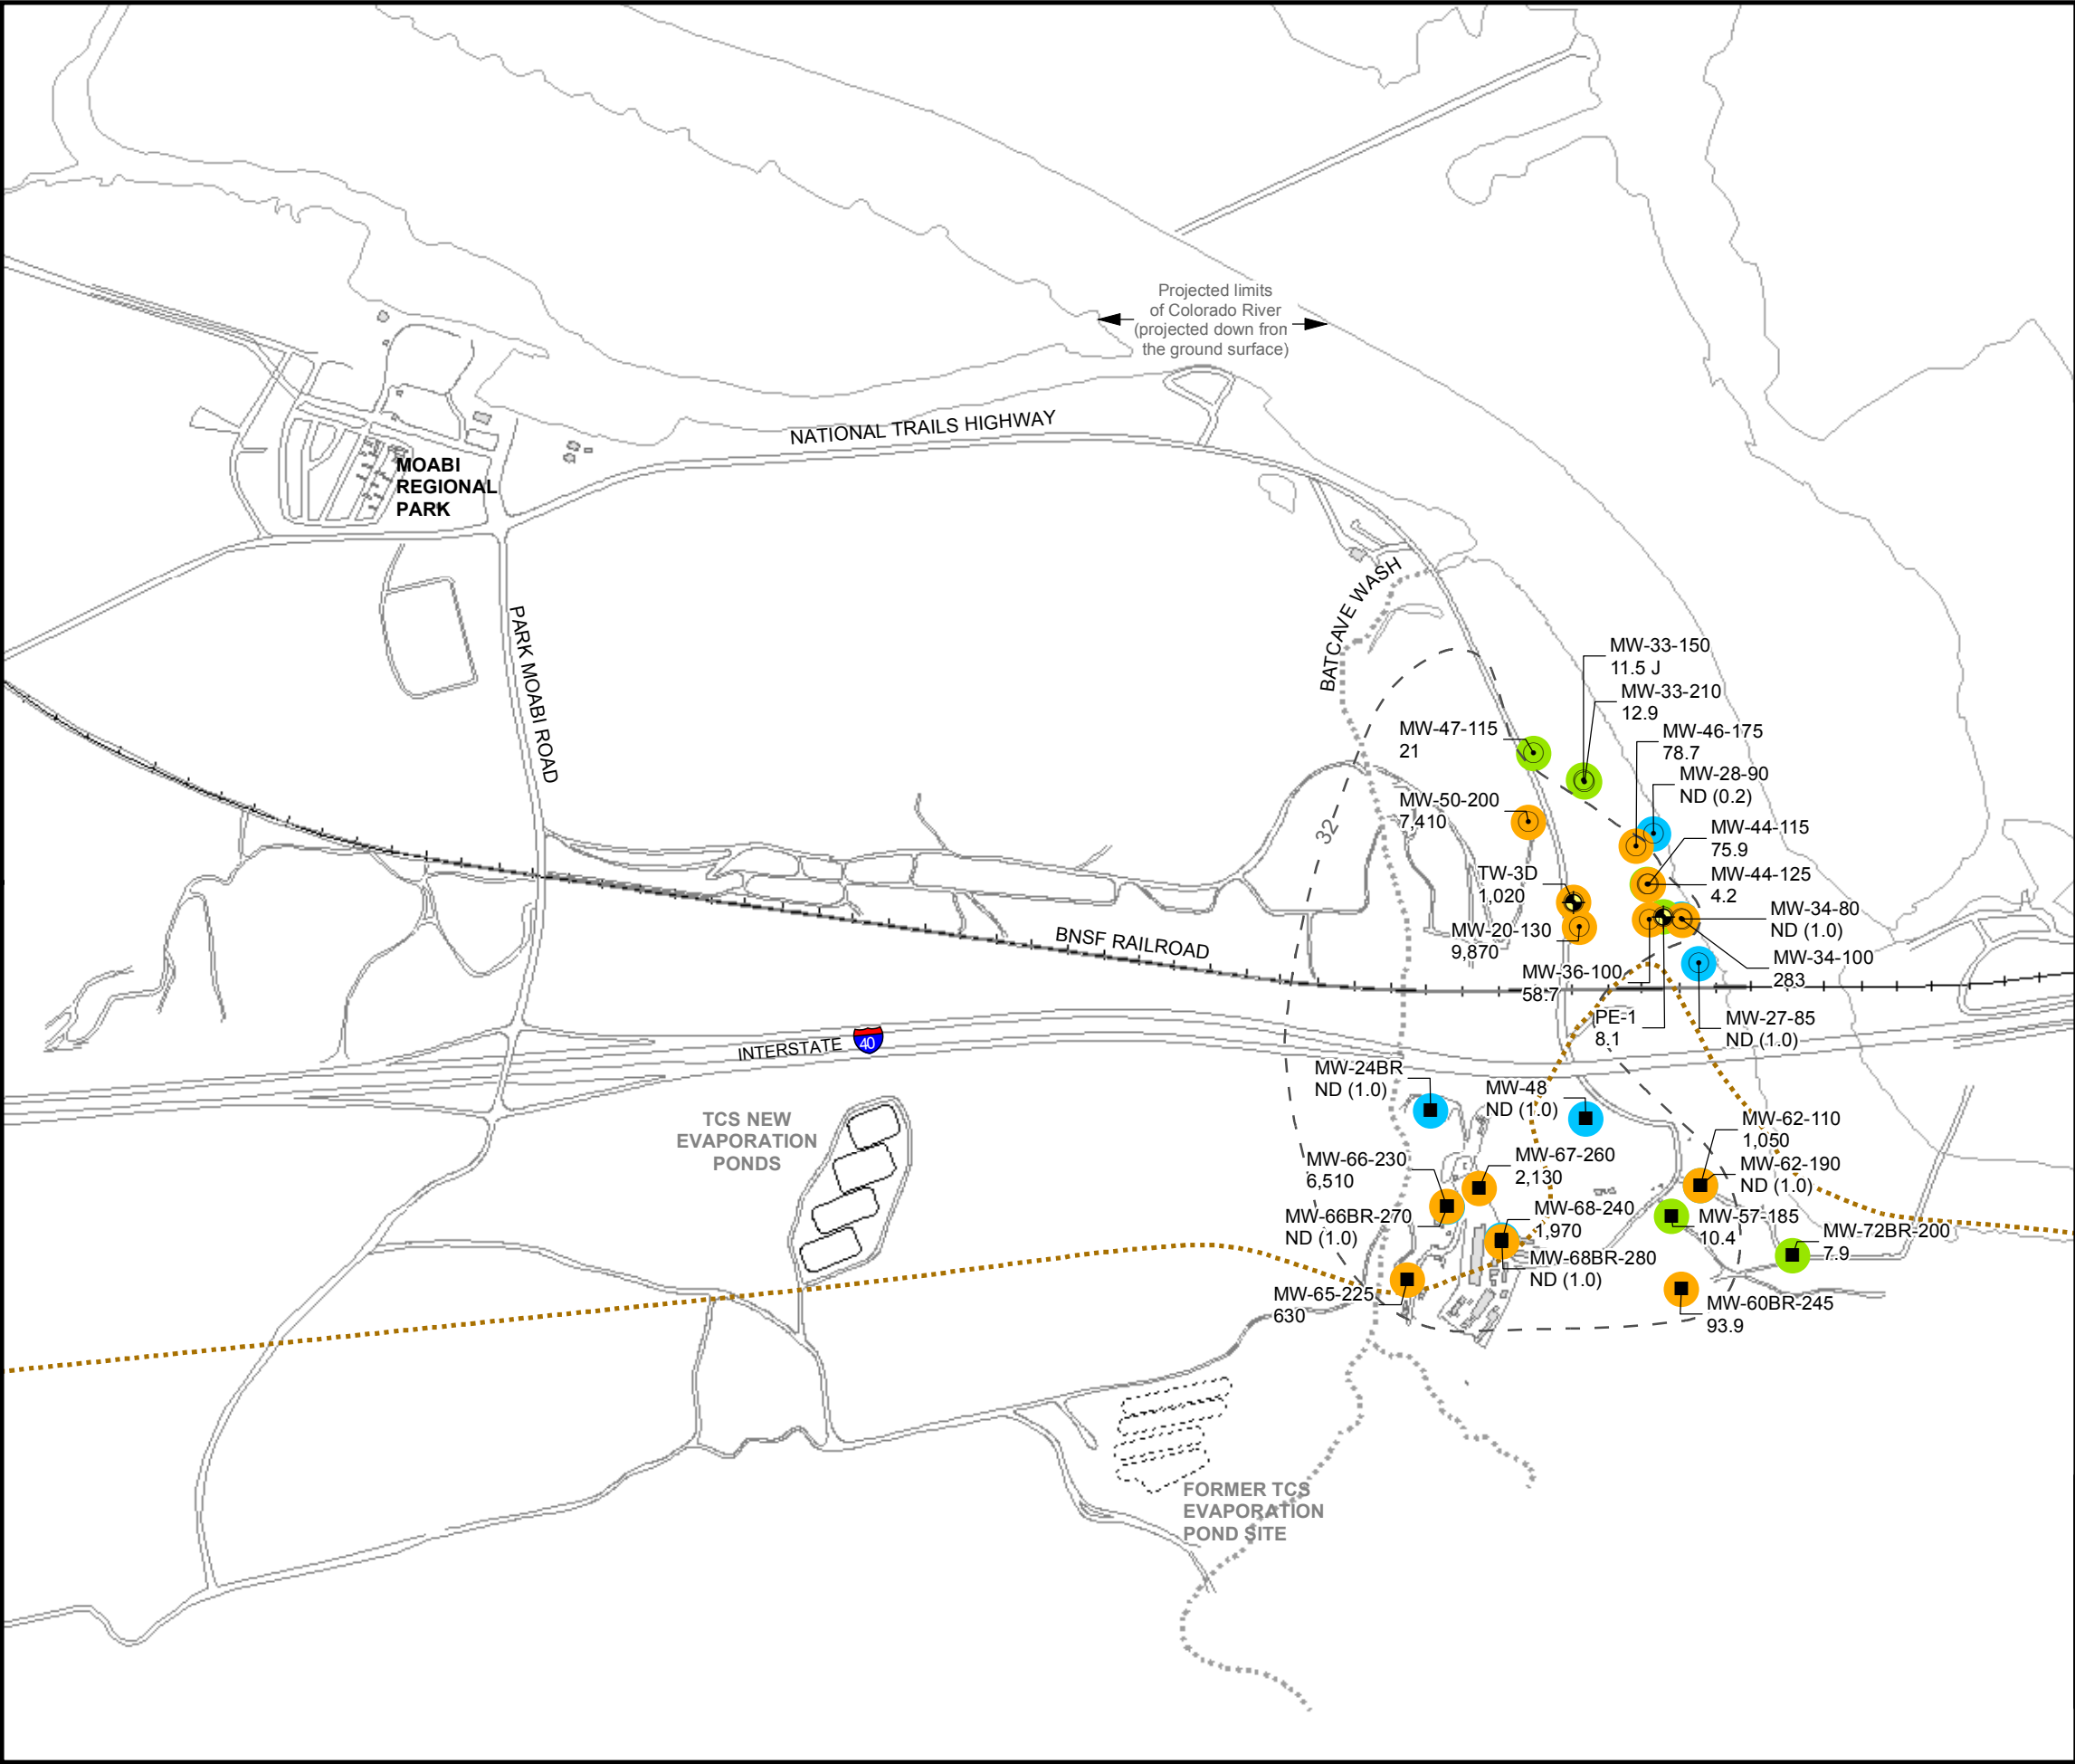 Projected limits
of Colorado River
(projected down fron
the ground surface)
NATIONAL TRAILS HIGHWAY
MOABI
REGIONAL
PARK
BATCAVE WASH
PARK MOABI ROAD
MW-33-150
11.5 J
MW-33-210
12.9
MW-47-115
21
MW-46-175
78.7
MW-28-90
ND (0.2)
MW-50-200
7,410
32
MW-44-115
75.9
MW-44-125
4.2
TW-3D
1,020
MW-34-80
ND (1.0)
MW-20-130
9,870
BNSF RAILROAD
MW-34-100
283
MW-36-100
58.7
PE-1
8.1
MW-27-85
ND (1.0)
INTERSTATE
40
MW-24BR
ND (1.0)
MW-48
ND (1.0)
TCS NEW
EVAPORATION
PONDS
MW-62-110
1,050
MW-66-230
6,510
MW-67-260
2,130
MW-62-190
ND (1.0)
MW-66BR-270
ND (1.0)
MW-68-240
1,970
MW-57-185
10.4
MW-72BR-200
7.9
MW-68BR-280
ND (1.0)
MW-65-225
630
MW-60BR-245
93.9
FORMER TCS
EVAPORATION
POND SITE